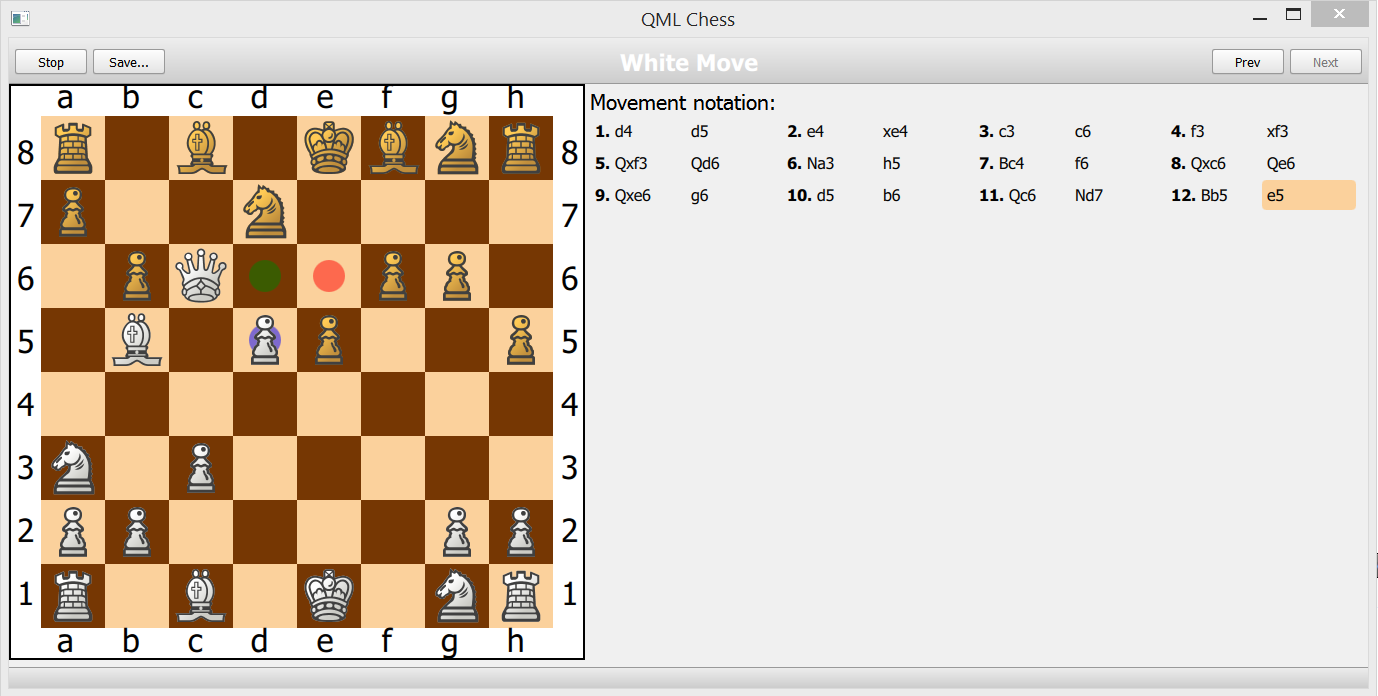 QML Chess
Stop Save... White Move Prev Next
a b c d e f g h
Movement notation:
1. d4 d5 2. e4 xe4 3. c3 c6 4. f3 xf3
5. Qxf3 Qd6 6. Na3 h5 7. Bc4 f6 8. Qxc6 Qe6
9. Qxe6 g6 10. d5 b6 11. Qc6 Nd7 12. Bb5 e5
8 8
7 7
6 6
5 5
4 4
3 3
2 2
1 1
a b c d e f g h